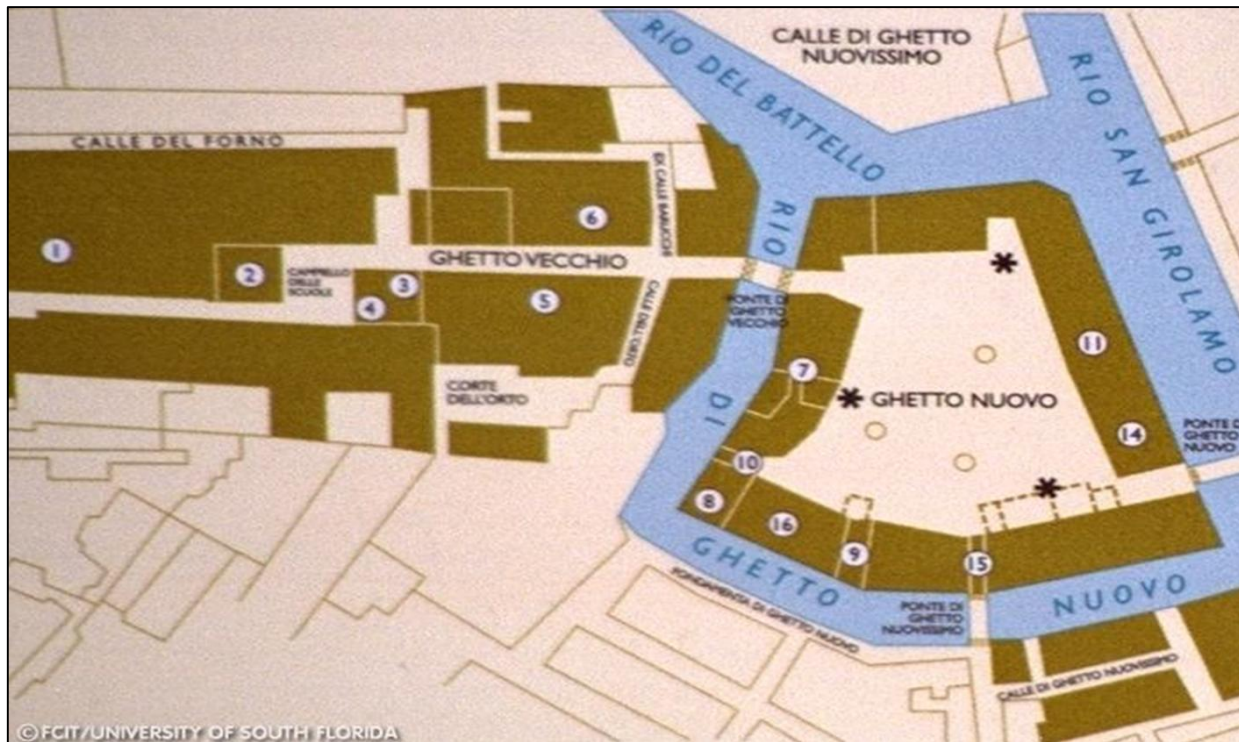 RIO DEL BATTELLO
CALLE DI GHETTO
NUOVISSIMO
RIO SAN GIROLAMO
CALLE DEL FORNO
EX CALLE BARUCCHI
6
RIO
1
2
CAMPIELLO
DELLE
SCUOLE
3
4
GHETTO VECCHIO
5
CALLE DELL'ORTO
PONTE DI
GHETTO
VECCHIO
11
7
GHETTO NUOVO
CORTE
DELL'ORTO
DI
14
PONTE DI
GHETTO
NUOVO
10
8
16
9
15
GHETTO
NUOVO
FONDAMENTA DI GHETTO NUOVO
PONTE DI
GHETTO
NUOVISSIMO
CALLE DI GHETTO NUOVISSIMO
©FCIT/UNIVERSITY OF SOUTH FLORIDA